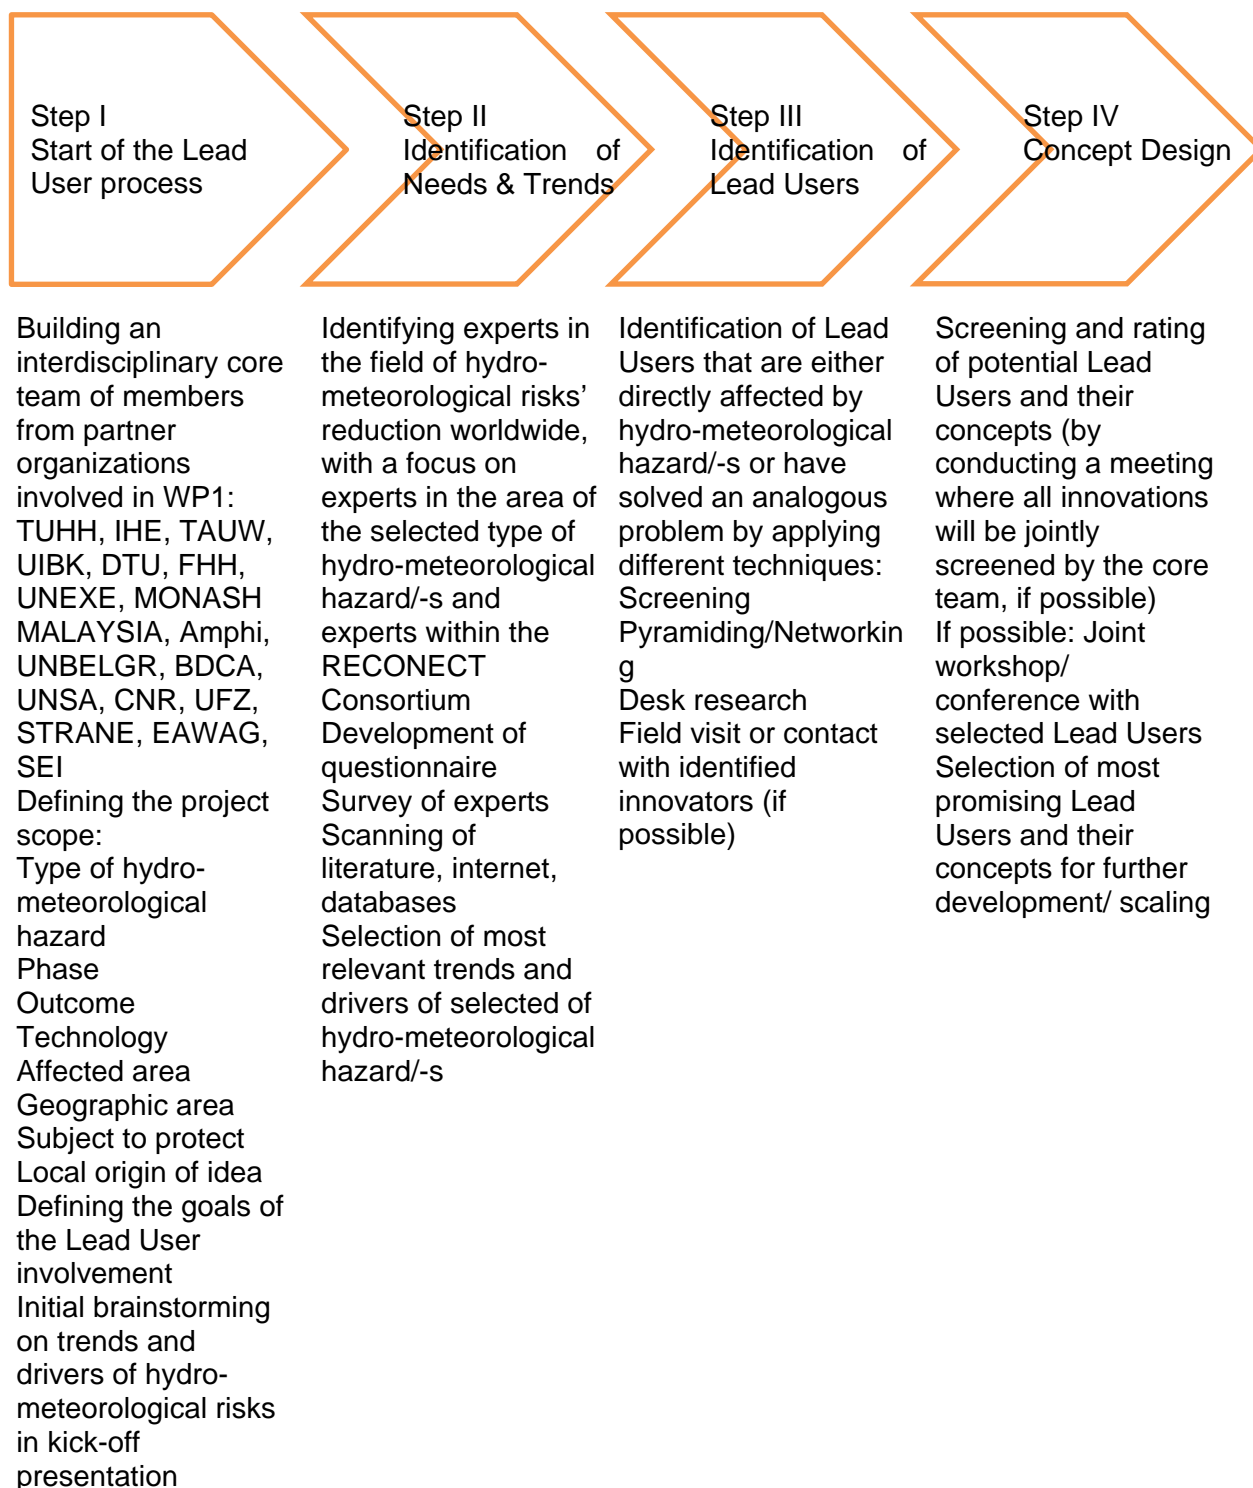 Step I
Start of the Lead
User process
Step II
Identification of
Needs & Trends
Step III
Identification of
Lead Users
Step IV
Concept Design
Building an
interdisciplinary core
team of members
from partner
organizations
involved in WP1:
TUHH, IHE, TAUW,
UIBK, DTU, FHH,
UNEXE, MONASH
MALAYSIA, Amphi,
UNBELGR, BDCA,
UNSA, CNR, UFZ,
STRANE, EAWAG,
SEI
Defining the project
scope:
Type of hydro-
meteorological
hazard
Phase
Outcome
Technology
Affected area
Geographic area
Subject to protect
Local origin of idea
Defining the goals of
the Lead User
involvement
Initial brainstorming
on trends and
drivers of hydro-
meteorological risks
in kick-off
presentation
Identifying experts in
the field of hydro-
meteorological risks’
reduction worldwide,
with a focus on
experts in the area of
the selected type of
hydro-meteorological
hazard/-s and
experts within the
RECONECT
Consortium
Development of
questionnaire
Survey of experts
Scanning of
literature, internet,
databases
Selection of most
relevant trends and
drivers of selected of
hydro-meteorological
hazard/-s
Identification of Lead
Users that are either
directly affected by
hydro-meteorological
hazard/-s or have
solved an analogous
problem by applying
different techniques:
Screening
Pyramiding/Networkin
g
Desk research
Field visit or contact
with identified
innovators (if
possible)
Screening and rating
of potential Lead
Users and their
concepts (by
conducting a meeting
where all innovations
will be jointly
screened by the core
team, if possible)
If possible: Joint
workshop/
conference with
selected Lead Users
Selection of most
promising Lead
Users and their
concepts for further
development/ scaling